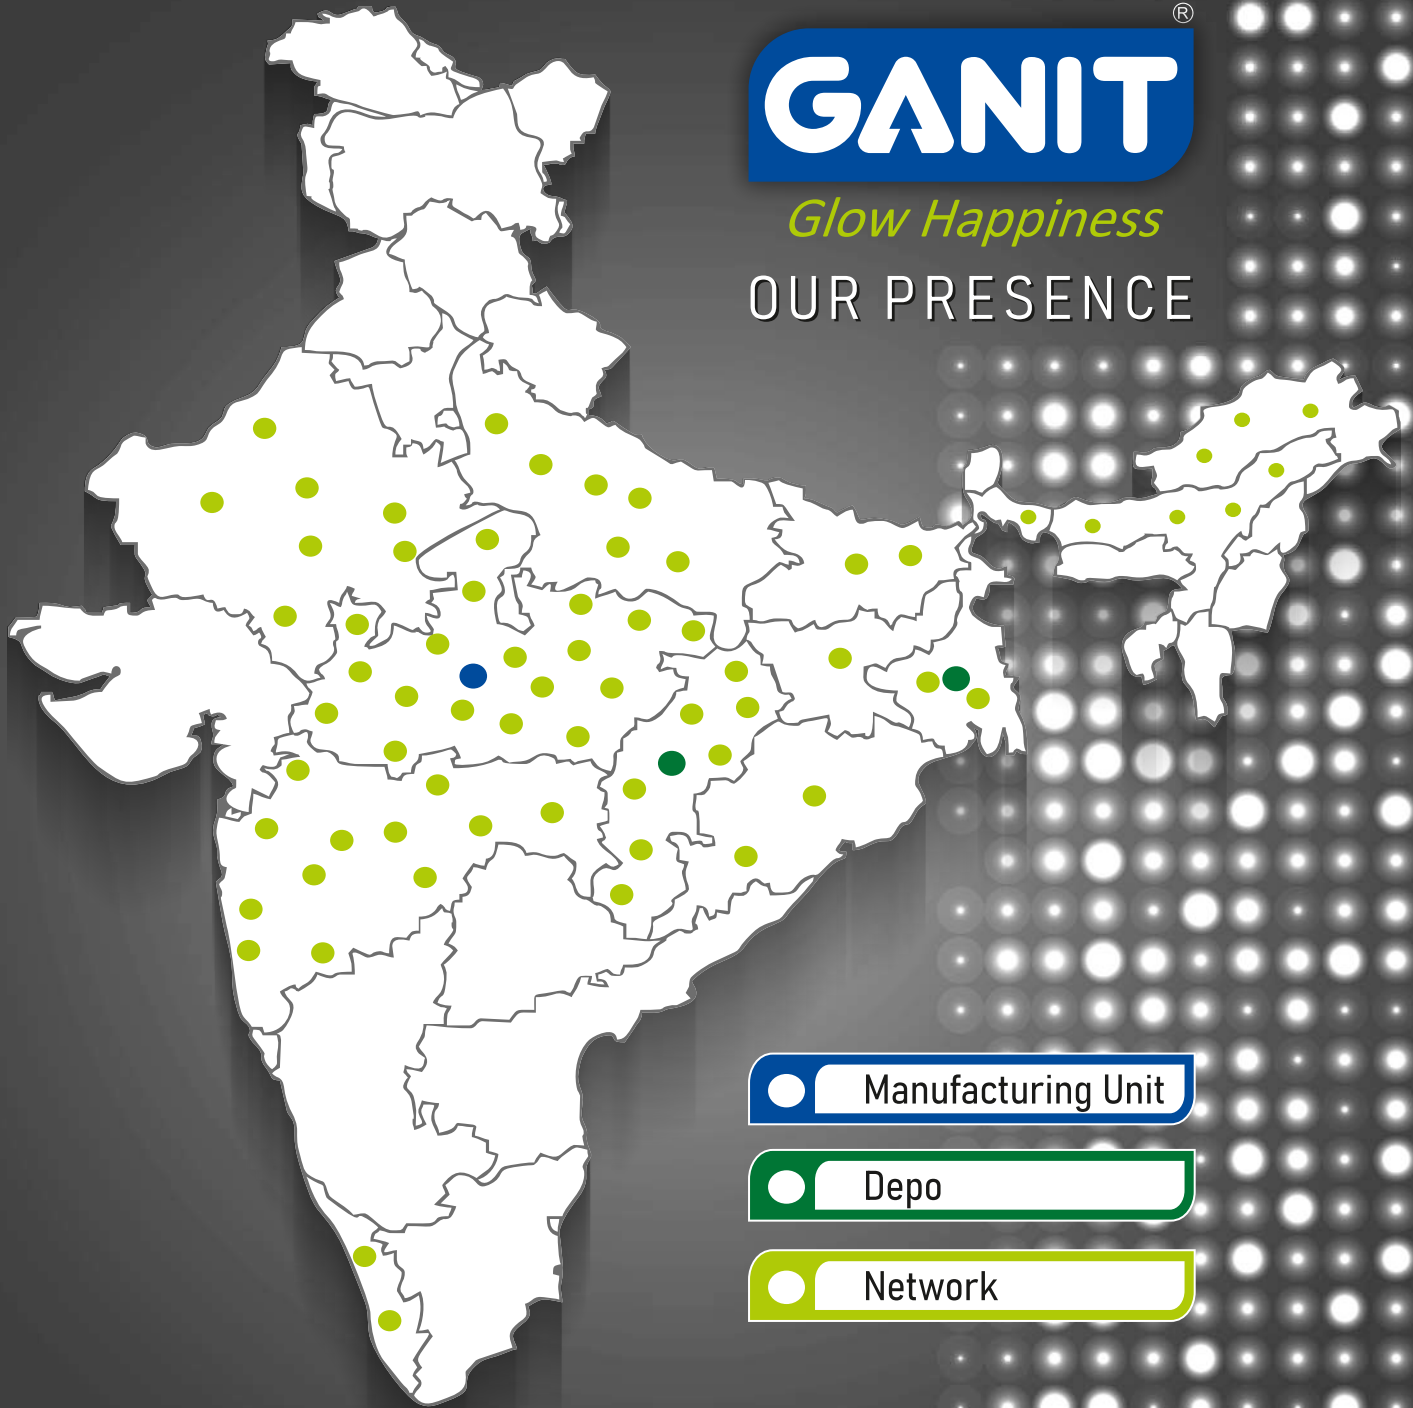 ®
GANIT
Glow Happiness
OUR PRESENCE
Manufacturing Unit
Depo
Network